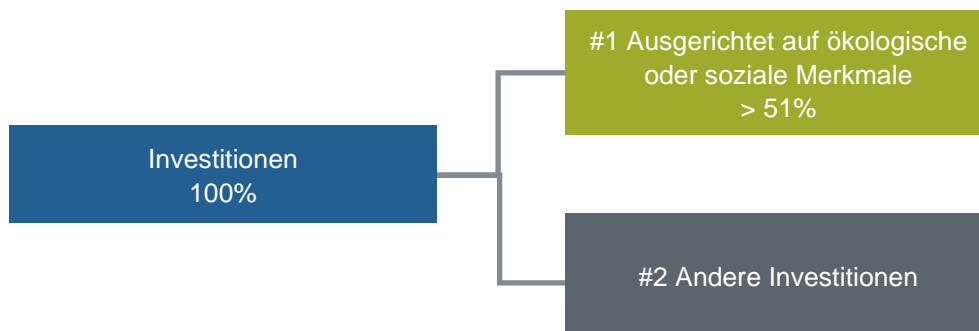 #1 Ausgerichtet auf ökologische
oder soziale Merkmale
> 51%
Investitionen
100%
#2 Andere Investitionen